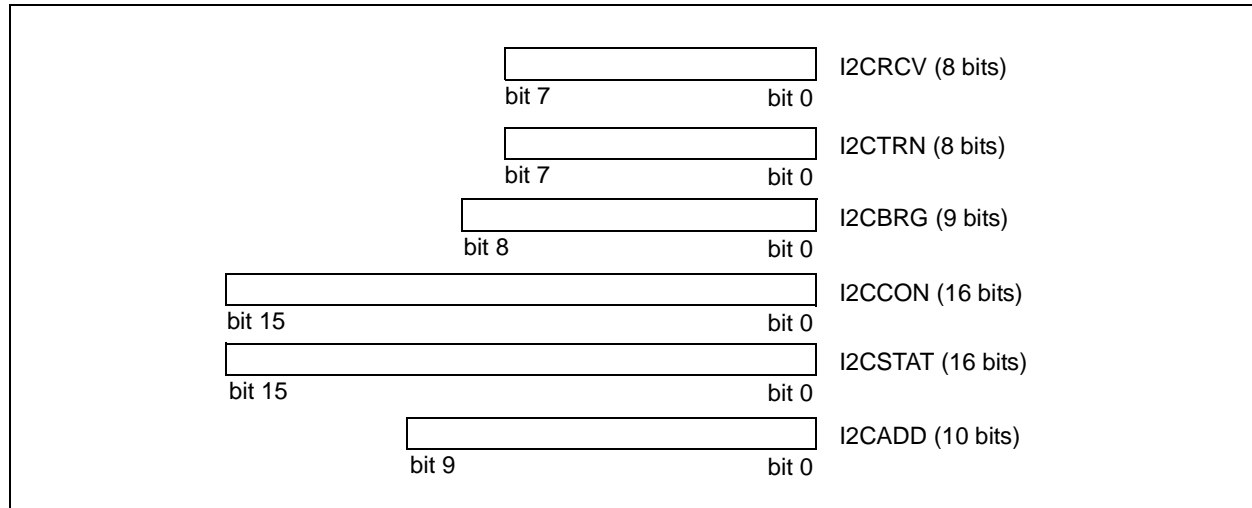 I2CRCV (8 bits)
bit 7 bit 0
I2CTRN (8 bits)
bit 7 bit 0
I2CBRG (9 bits)
bit 8 bit 0
I2CCON (16 bits)
bit 15 bit 0
I2CSTAT (16 bits)
bit 15 bit 0
I2CADD (10 bits)
bit 9 bit 0